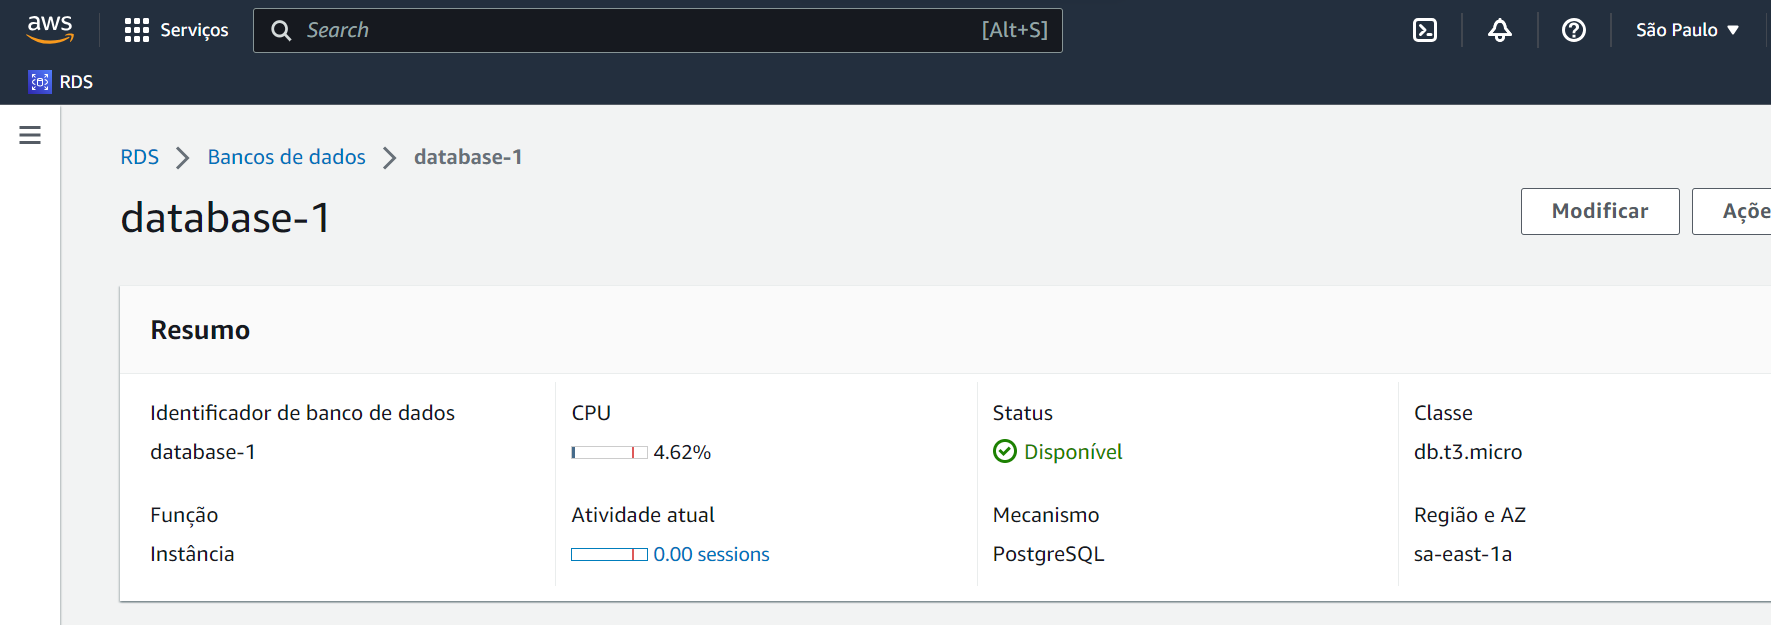 aws Serviços Search [Alt+S] São Paulo
RDS
RDS Bancos de dados database-1
database-1 Modificar
Resumo
Identificador de banco de dados CPU Status Classe
database-1 4.62% Disponível db.t3.micro
Função Atividade atual Mecanismo Região e AZ
Instância 0.00 sessions PostgreSQL sa-east-1a